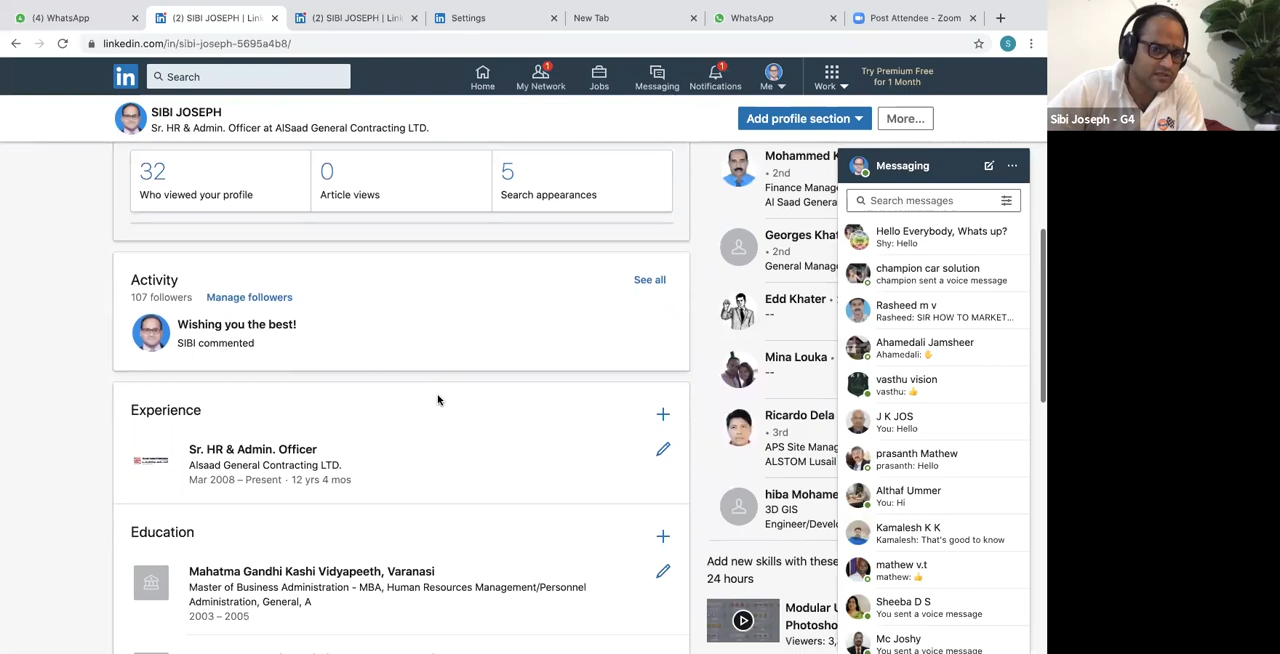 (4) WhatsApp
(2) SIBI JOSEPH | Link
(2) SIBI JOSEPH | Link
Settings
New Tab
WhatsApp
Post Attendee - Zoom
linkedin.com/in/sibi-joseph-5695a4b8/
S
in
Search
Home
1
My Network
Jobs
Messaging
1
Notifications
Me
Work
Try Premium Free
for 1 Month
SIBI JOSEPH
Sr. HR & Admin. Officer at AlSaad General Contracting LTD.
Add profile section
More...
32
Who viewed your profile
0
Article views
5
Search appearances
Activity
See all
107 followers
Manage followers
Wishing you the best!
SIBI commented
Experience
Sr. HR & Admin. Officer
Alsaad General Contracting LTD.
Mar 2008 – Present · 12 yrs 4 mos
Education
Mahatma Gandhi Kashi Vidyapeeth, Varanasi
Master of Business Administration - MBA, Human Resources Management/Personnel
Administration, General, A
2003 – 2005
Mohammed K
• 2nd
Finance Manag
Al Saad Genera
Georges Khat
• 2nd
General Manag
Edd Khater •
--
Mina Louka •
--
Ricardo Dela
• 3rd
APS Site Manag
ALSTOM Lusail
hiba Mohame
3D GIS
Engineer/Develo
Add new skills with these
24 hours
Modular U
Photosho
Viewers: 3,
Messaging
Search messages
Hello Everybody, Whats up?
Shy: Hello
champion car solution
champion sent a voice message
Rasheed m v
Rasheed: SIR HOW TO MARKET...
Ahamedali Jamsheer
Ahamedali: ✋
vasthu vision
vasthu: 👍
J K JOS
You: Hello
prasanth Mathew
prasanth: Hello
Althaf Ummer
You: Hi
Kamalesh K K
Kamalesh: That's good to know
mathew v.t
mathew: 👍
Sheeba D S
You sent a voice message
Mc Joshy
You sent a voice message
Sibi Joseph - G4